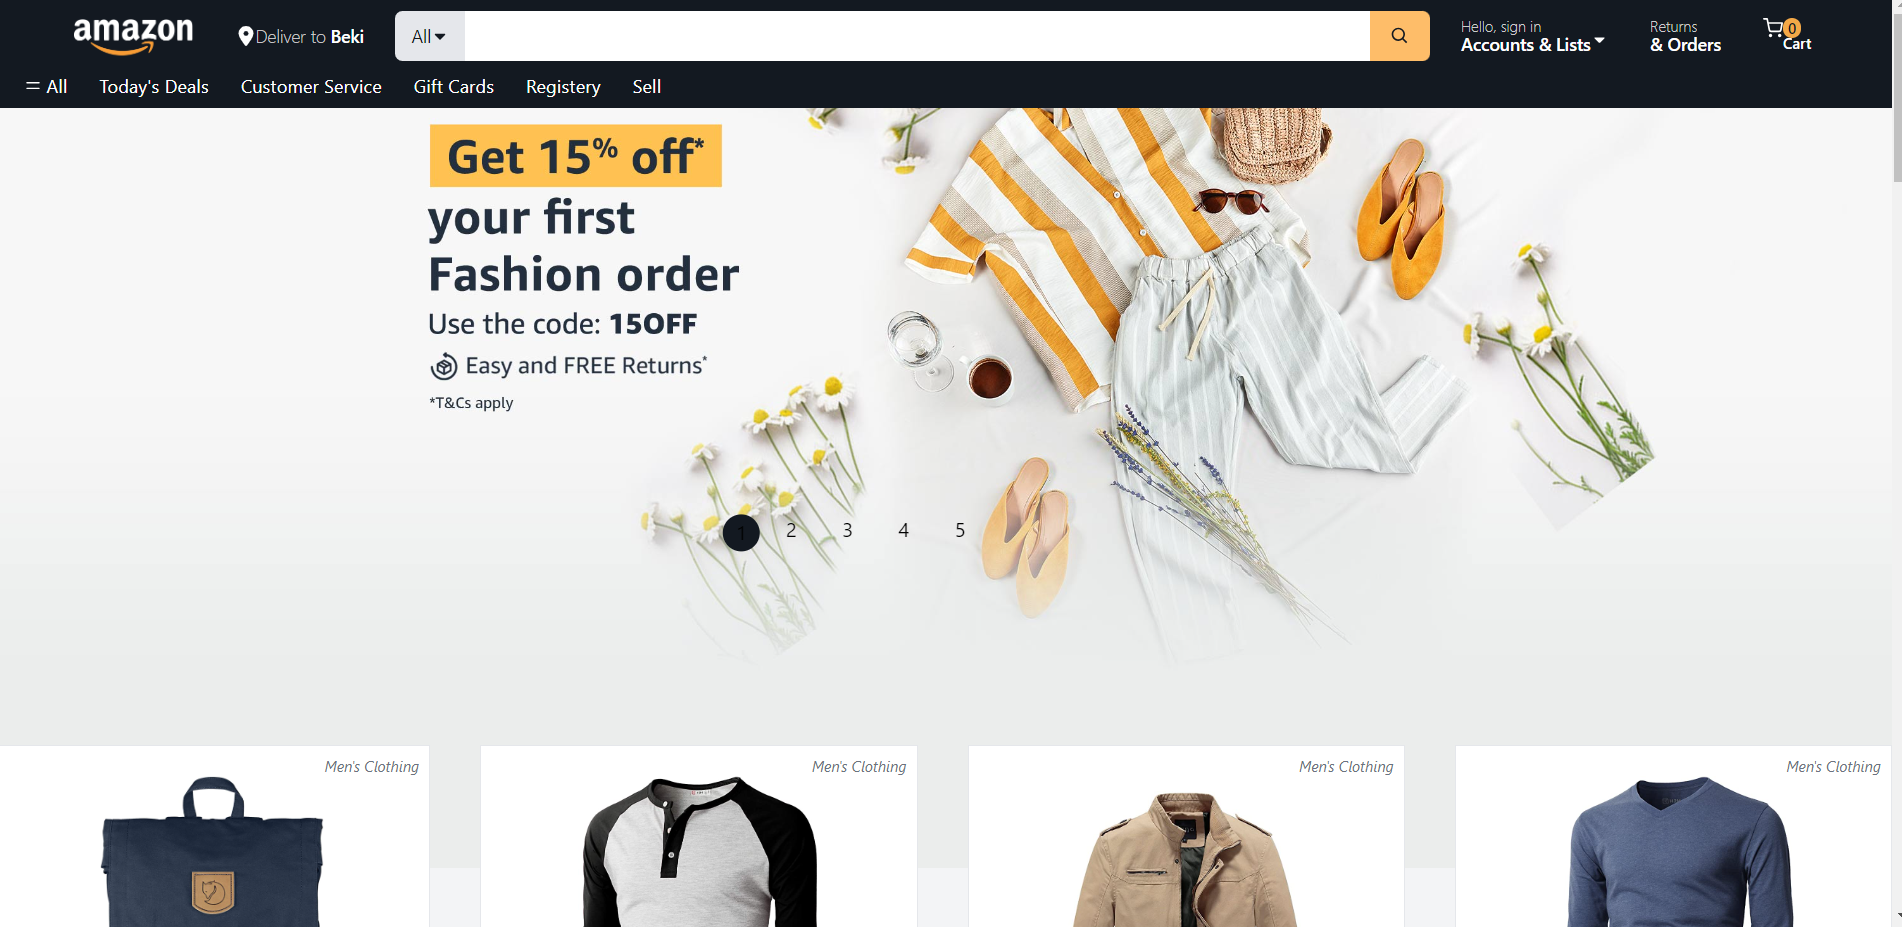 amazon
Deliver to Beki
All
Hello, sign in
Accounts & Lists
Returns
& Orders
0
Cart
All
Today's Deals
Customer Service
Gift Cards
Registery
Sell
Get 15% off*
your first
Fashion order
Use the code: 15OFF
Easy and FREE Returns*
*T&Cs apply
1 2 3 4 5
Men's Clothing
Men's Clothing
Men's Clothing
Men's Clothing